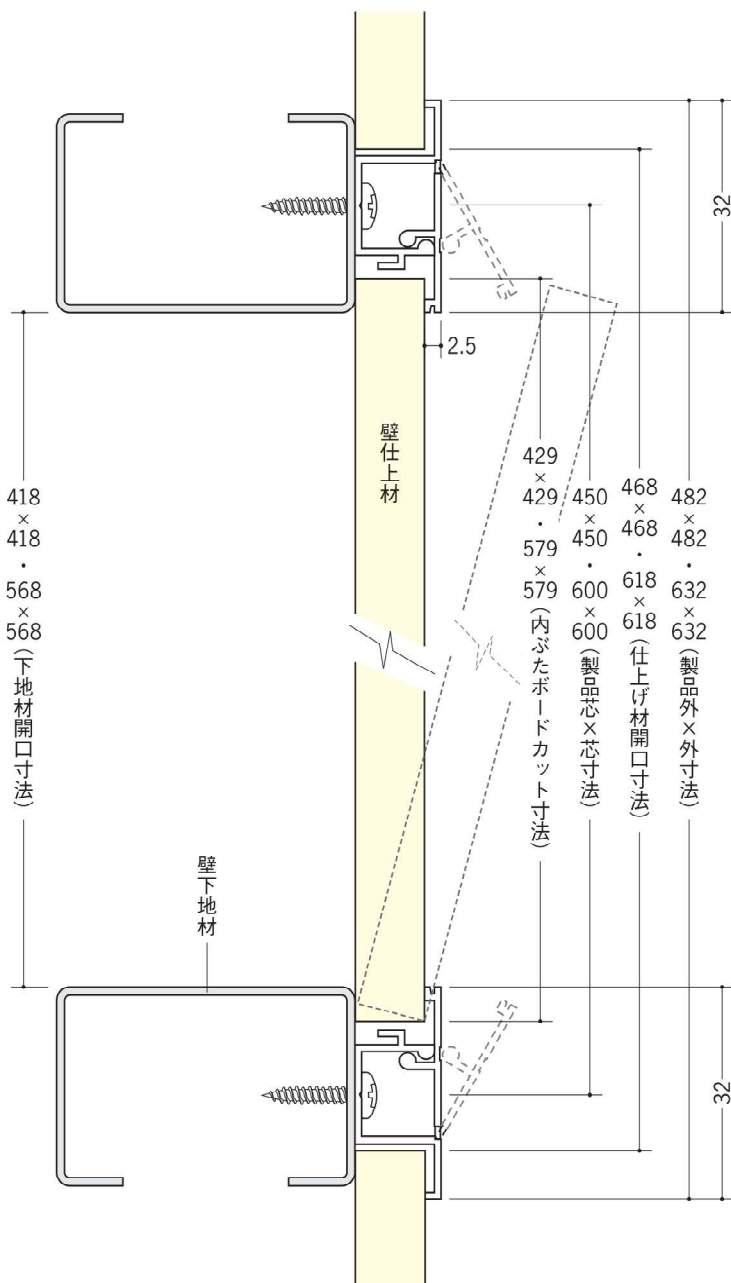 32
2.5
壁仕上材
418×418・568×568(下地材開口寸法)
429×429・579×579(内ぶたボードカット寸法)
450×450・600×600(製品芯×芯寸法)
468×468・618×618(仕上げ材開口寸法)
482×482・632×632(製品外×外寸法)
壁下地材
32